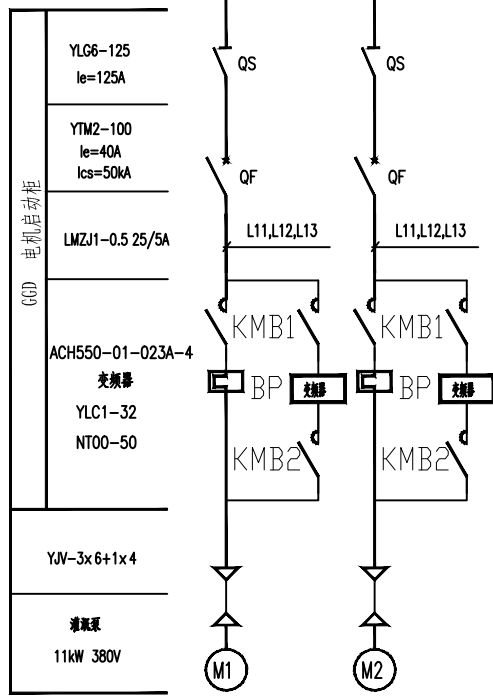 GGD 电机启动柜
YLG6-125
Ie=125A
YTM2-100
Ie=40A
Ics=50kA
LMZJ1-0.5 25/5A
ACH550-01-023A-4
变频器
YLC1-32
NT00-50
YJV-3x6+1x4
灌溉泵
11kW 380V
QS
QF
L11,L12,L13
KMB1
BP
变频器
KMB2
M1
QS
QF
L11,L12,L13
KMB1
BP
变频器
KMB2
M2